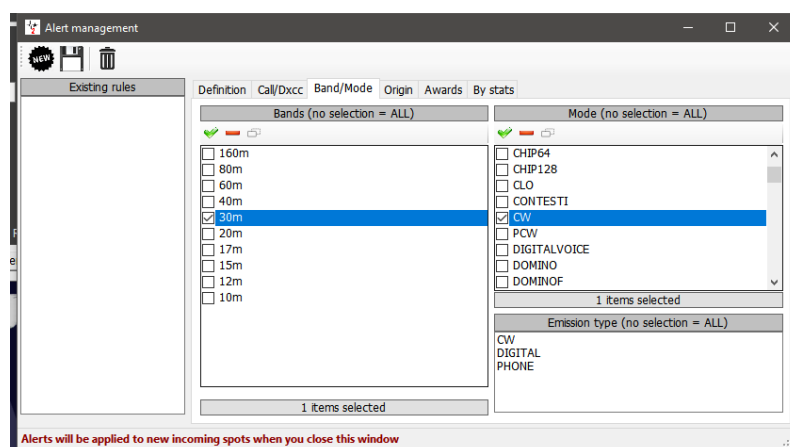 Alert management
NEW
Existing rules
Definition Call/Dxcc Band/Mode Origin Awards By stats
Bands (no selection = ALL)
160m
80m
60m
40m
30m
20m
17m
15m
12m
10m
1 items selected
Mode (no selection = ALL)
CHIP64
CHIP128
CLO
CONTESTI
CW
PCW
DIGITALVOICE
DOMINO
DOMINOF
1 items selected
Emission type (no selection = ALL)
CW
DIGITAL
PHONE
Alerts will be applied to new incoming spots when you close this window